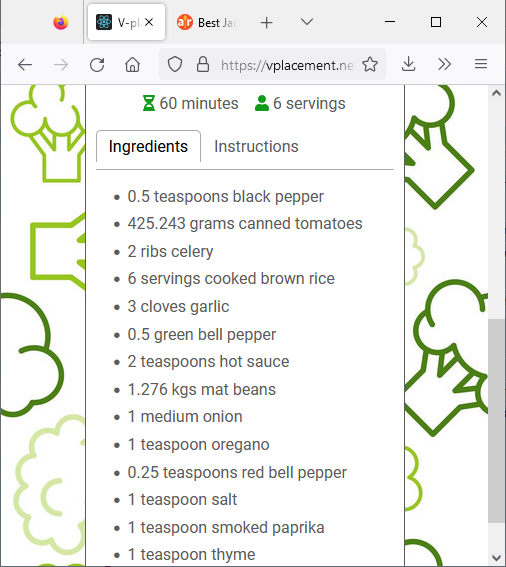 V-pl
Best Ja
https://vplacement.ne
60 minutes 6 servings
Ingredients Instructions
0.5 teaspoons black pepper
425.243 grams canned tomatoes
2 ribs celery
6 servings cooked brown rice
3 cloves garlic
0.5 green bell pepper
2 teaspoons hot sauce
1.276 kgs mat beans
1 medium onion
1 teaspoon oregano
0.25 teaspoons red bell pepper
1 teaspoon salt
1 teaspoon smoked paprika
1 teaspoon thyme